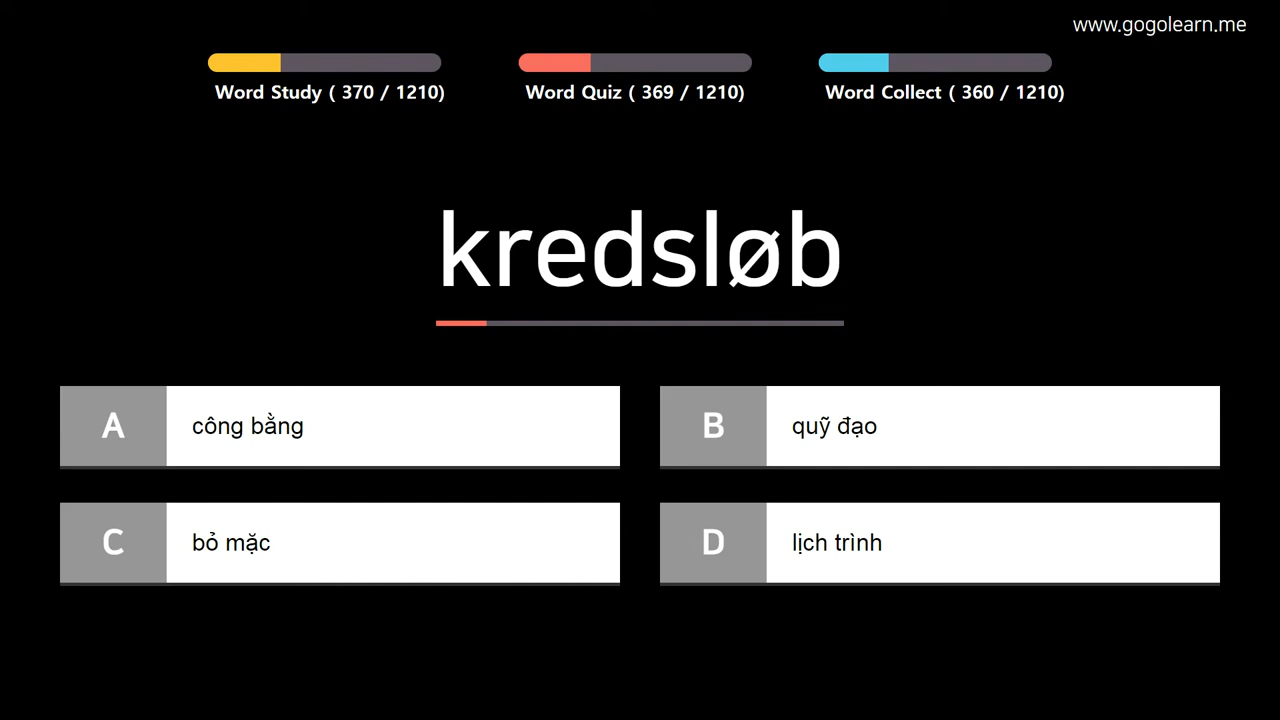 www.gogolearn.me
Word Study ( 370 / 1210)
Word Quiz ( 369 / 1210)
Word Collect ( 360 / 1210)
kredsløb
A công bằng
B quỹ đạo
C bỏ mặc
D lịch trình